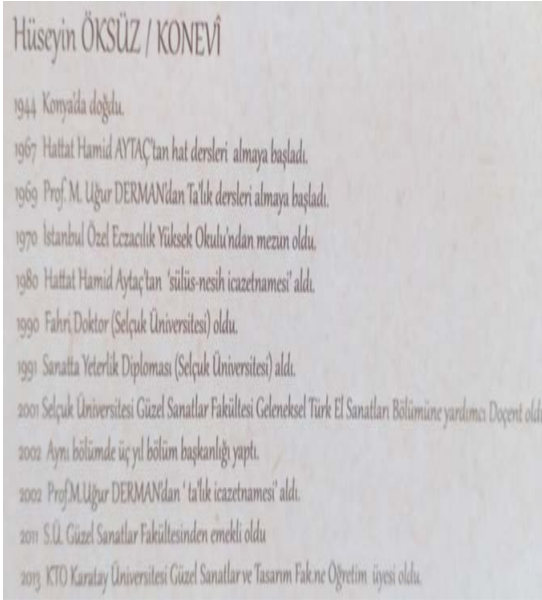 Hüseyin ÖKSÜZ / KONEVÎ
1944 Konya'da doğdu.
1967 Hattat Hamid AYTAÇ'tan hat dersleri almaya başladı.
1969 Prof. M. Uğur DERMAN'dan Ta'lık dersleri almaya başladı.
1970 İstanbul Özel Eczacılık Yüksek Okulu'ndan mezun oldu.
1980 Hattat Hamid Aytaç'tan 'sülüs-nesih icazetnamesi' aldı.
1990 Fahri Doktor (Selçuk Üniversitesi) oldu.
1991 Sanatta Yeterlik Diploması (Selçuk Üniversitesi) aldı.
2001 Selçuk Üniversitesi Güzel Sanatlar Fakültesi Geleneksel Türk El Sanatları Bölümüne yardımcı Doçent old
2002 Aynı bölümde üç yıl bölüm başkanlığı yaptı.
2002 Prof.M.Uğur DERMAN'dan 'ta'lık icazetnamesi' aldı.
2011 S.Ü. Güzel Sanatlar Fakültesinden emekli oldu
2013 KTO Karatay Üniversitesi Güzel Sanatlar ve Tasarım Fak.ne Öğretim üyesi oldu.